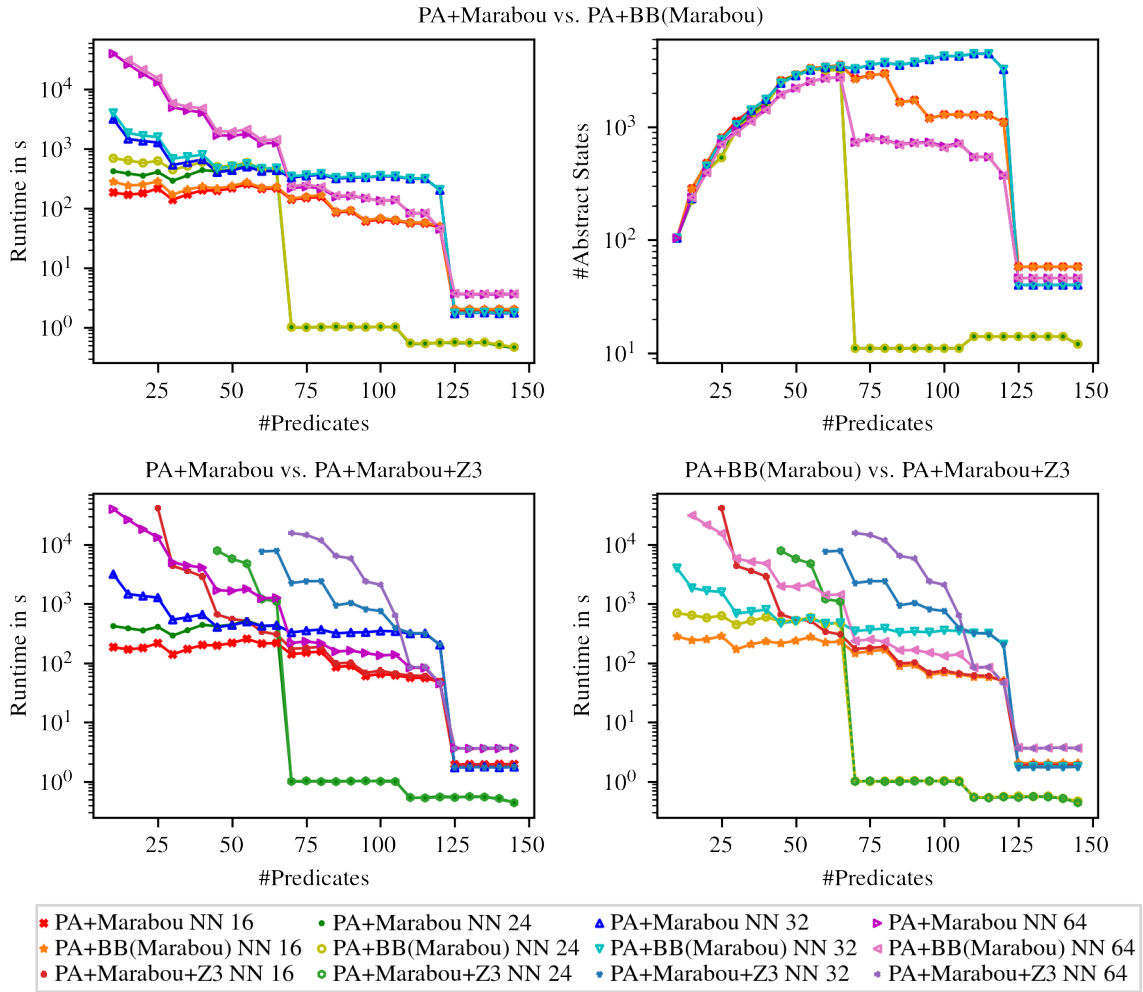 PA+Marabou vs. PA+BB(Marabou)
10^4
10^3
10^2
10^1
10^0
Runtime in s
25 50 75 100 125 150
#Predicates
10^3
10^2
10^1
#Abstract States
25 50 75 100 125 150
#Predicates
PA+Marabou vs. PA+Marabou+Z3
10^4
10^3
10^2
10^1
10^0
Runtime in s
25 50 75 100 125 150
#Predicates
PA+BB(Marabou) vs. PA+Marabou+Z3
10^4
10^3
10^2
10^1
10^0
Runtime in s
25 50 75 100 125 150
#Predicates
PA+Marabou NN 16 PA+Marabou NN 24 PA+Marabou NN 32 PA+Marabou NN 64
PA+BB(Marabou) NN 16 PA+BB(Marabou) NN 24 PA+BB(Marabou) NN 32 PA+BB(Marabou) NN 64
PA+Marabou+Z3 NN 16 PA+Marabou+Z3 NN 24 PA+Marabou+Z3 NN 32 PA+Marabou+Z3 NN 64